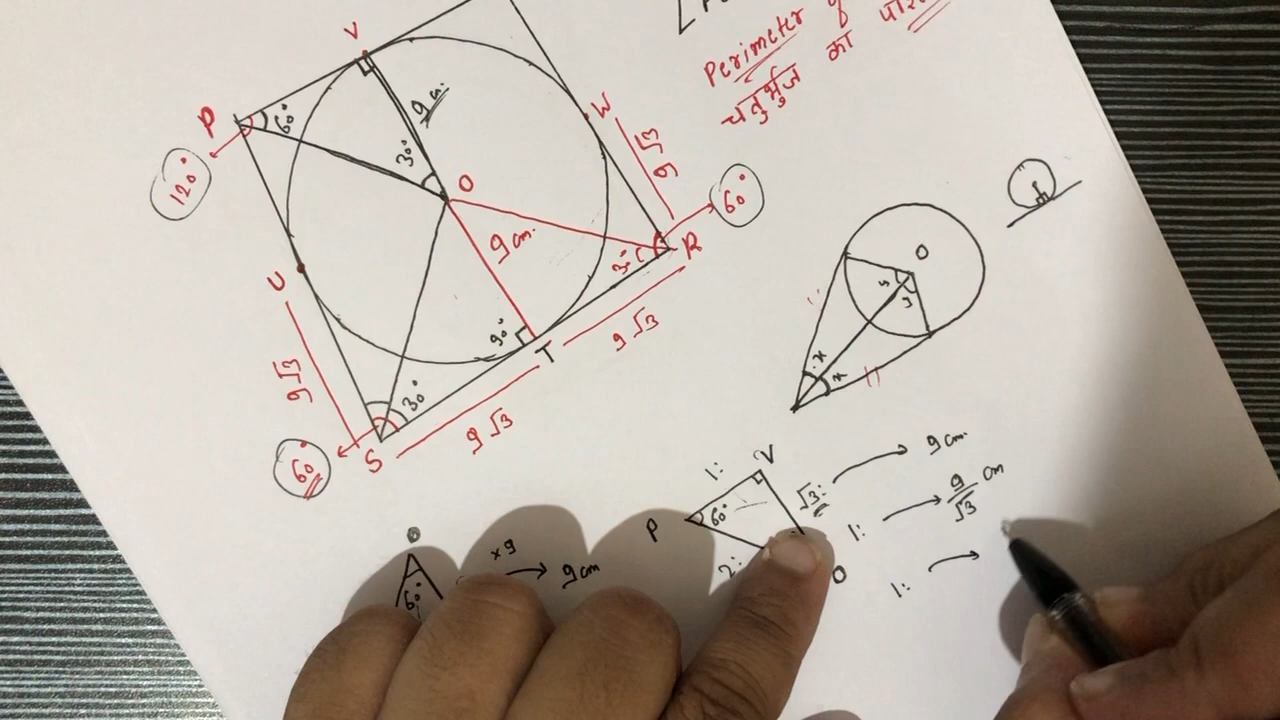 Perimeter of
चतुर्भुज का
V
P
60°
9 cm.
30°
120°
O
W
9√3
60°
9 cm.
R
30°
U
90°
T
9√3
9√3
30°
9√3
60°
S
O
y
y
x
x
V
1:
√3:
9 cm.
P
60°
1:
9/√3 cm
2:
O
1:
O
60°
×9
9 cm